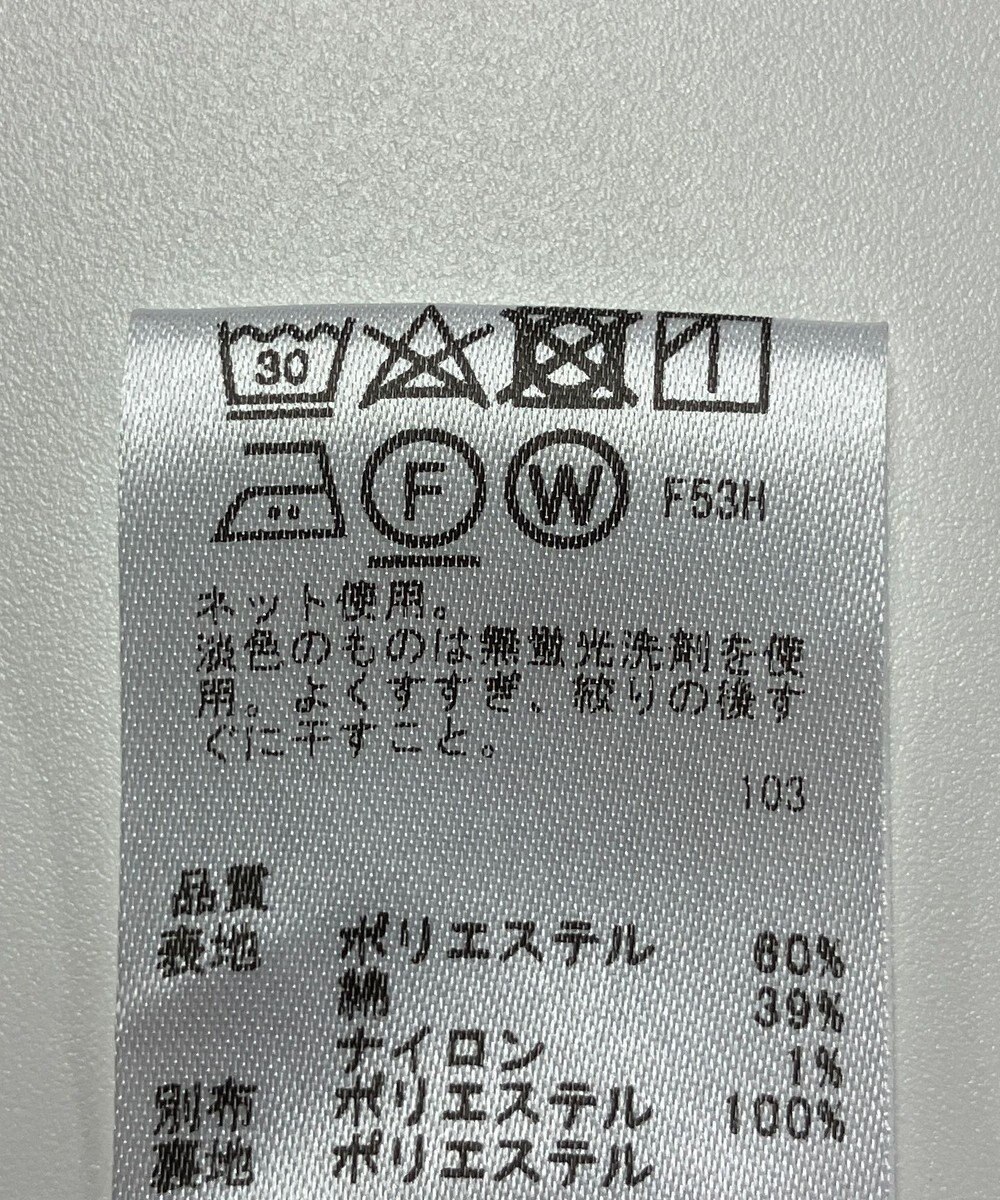 30
F W F53H
ネット使用。
淡色のものは無蛍光洗剤を使
用。よくすすぎ、絞りの後す
ぐに干すこと。
103
品質
表地 ポリエステル 60%
綿 39%
ナイロン 1%
別布 ポリエステル 100%
裏地 ポリエステル